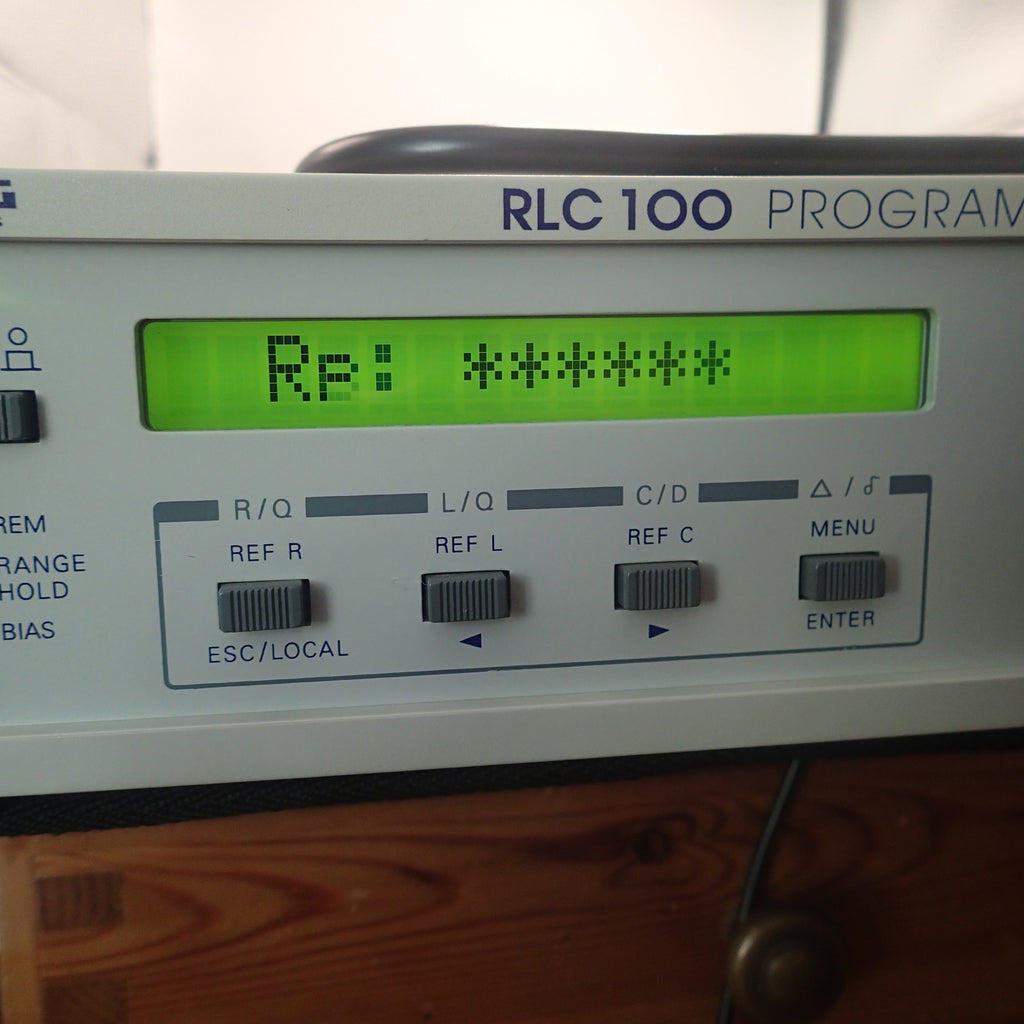 RLC 100 PROGRAM
Rp: ******
R/Q L/Q C/D △/δ
REF R REF L REF C MENU
ESC/LOCAL ◄ ► ENTER
REM
RANGE
HOLD
BIAS